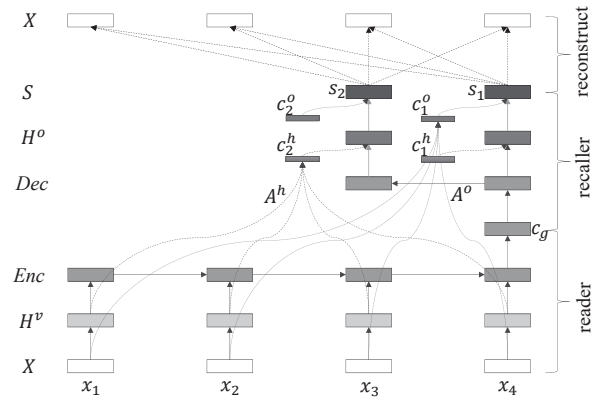 X
reconstruct
S
s₂
s₁
c₂ᵒ
c₁ᵒ
Hᵒ
c₂ʰ
c₁ʰ
recaller
Dec
Aʰ
Aᵒ
c_g
Enc
reader
Hᵛ
X
x₁ x₂ x₃ x₄